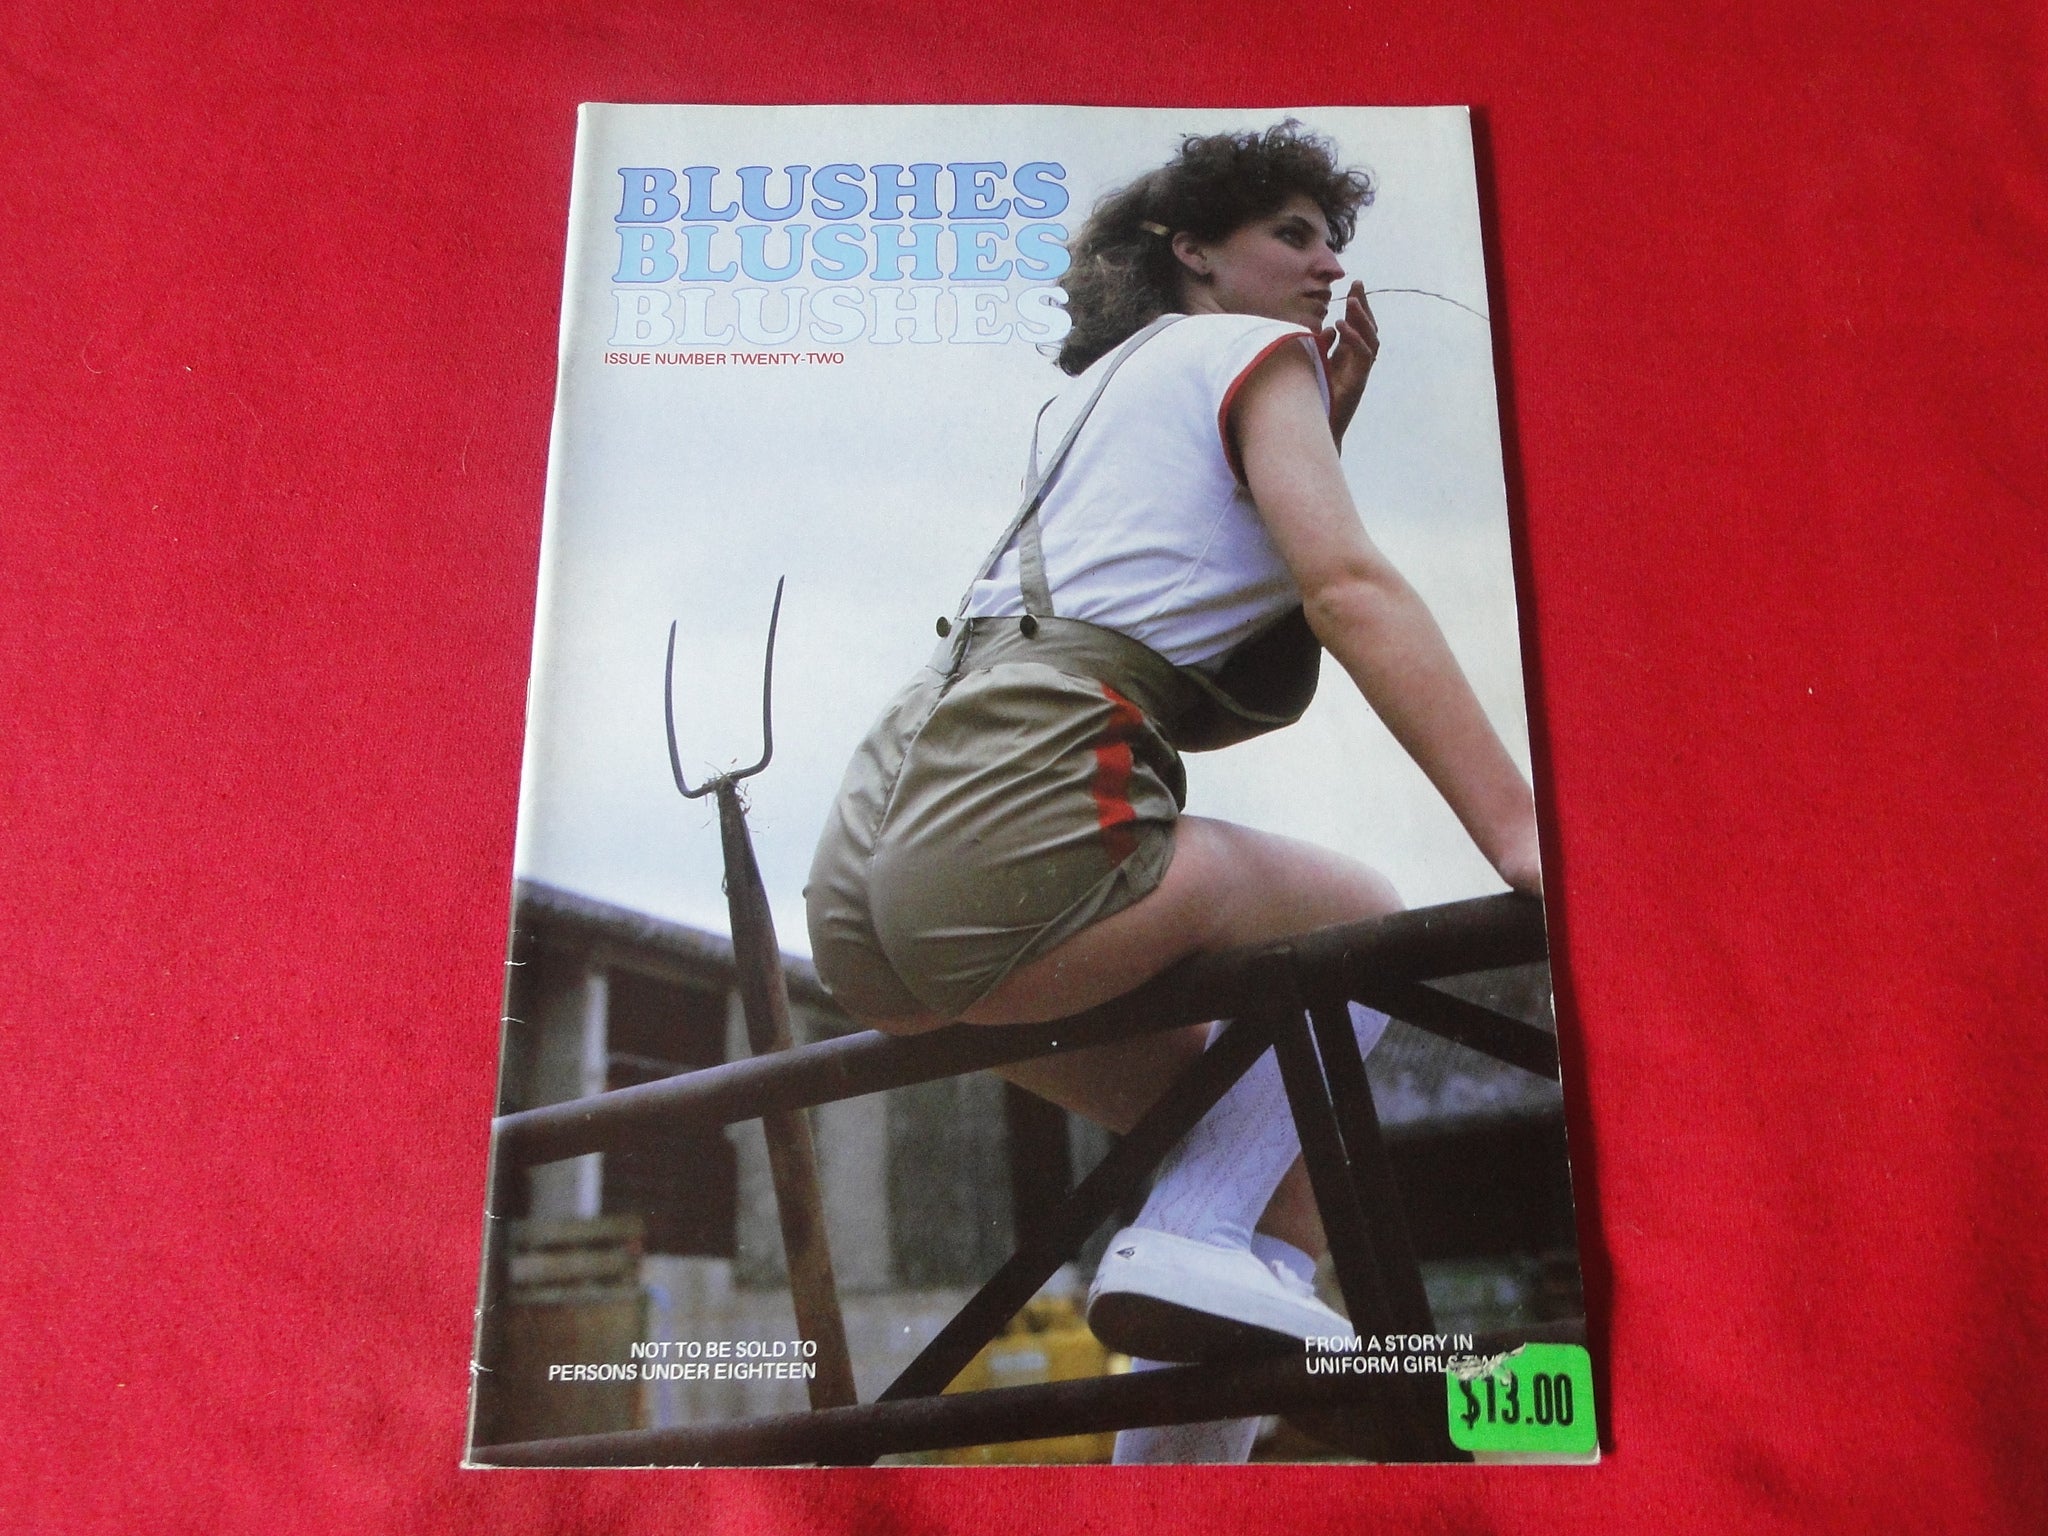 BLUSHES
BLUSHES
BLUSHES
ISSUE NUMBER TWENTY-TWO
NOT TO BE SOLD TO
PERSONS UNDER EIGHTEEN
FROM A STORY IN
UNIFORM GIRLS
$13.00